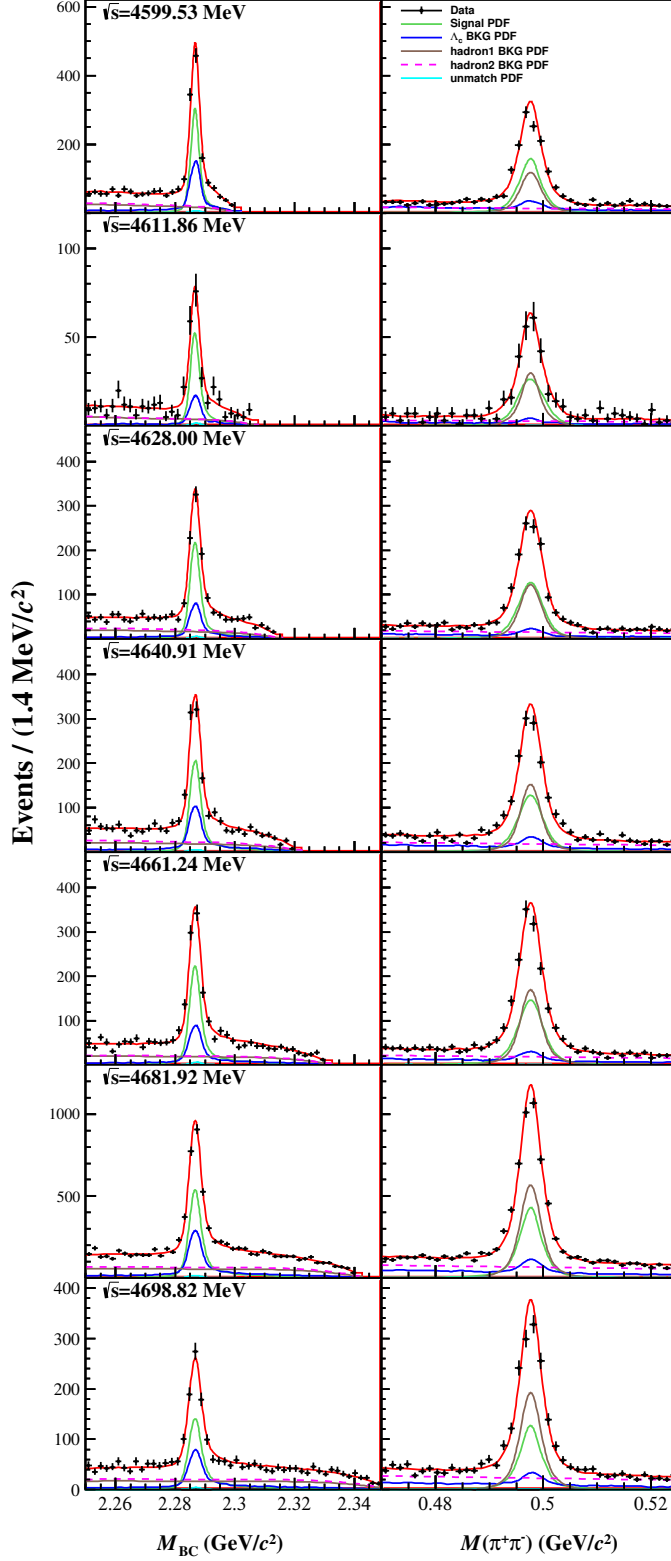 √s=4599.53 MeV
Data
Signal PDF
Λc BKG PDF
hadron1 BKG PDF
hadron2 BKG PDF
unmatch PDF
600
400
200
√s=4611.86 MeV
100
50
√s=4628.00 MeV
400
300
200
100
√s=4640.91 MeV
400
300
200
100
√s=4661.24 MeV
400
300
200
100
√s=4681.92 MeV
1000
500
√s=4698.82 MeV
400
300
200
100
0
Events / (1.4 MeV/c²)
2.26 2.28 2.3 2.32 2.34 0.48 0.5 0.52
M_BC (GeV/c²) M(π⁺π⁻) (GeV/c²)